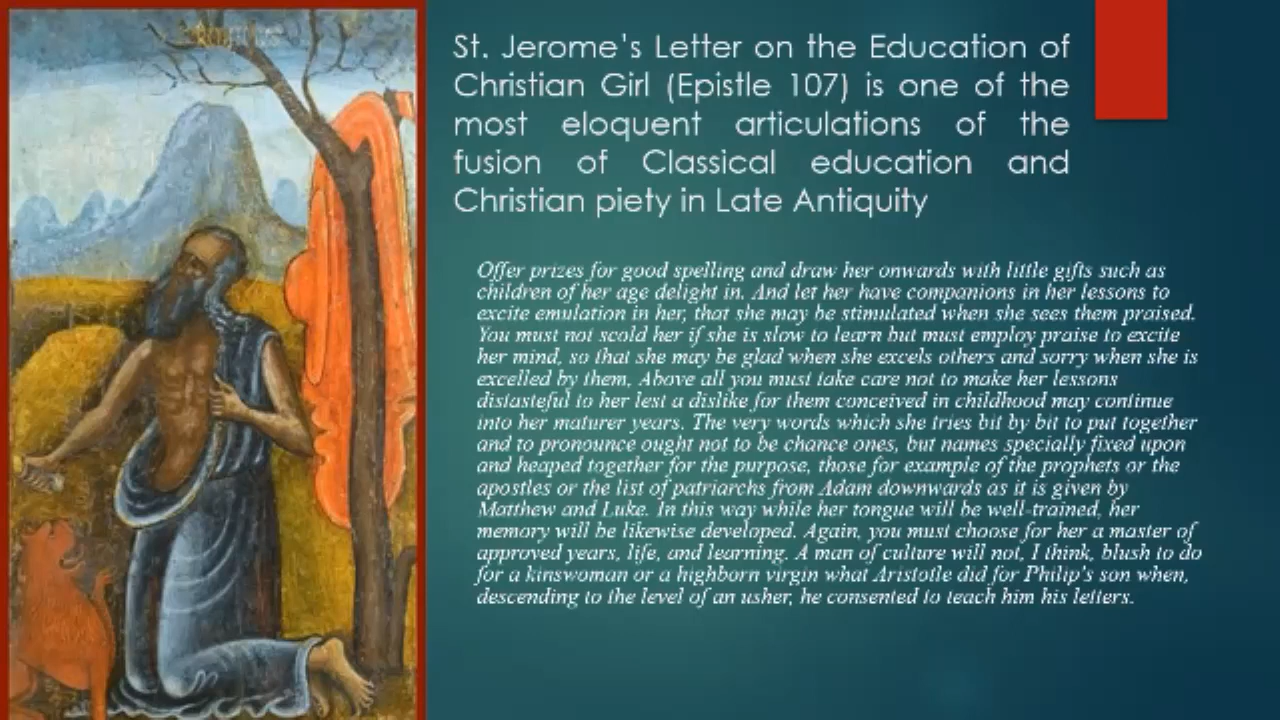 St. Jerome's Letter on the Education of
Christian Girl (Epistle 107) is one of the
most eloquent articulations of the
fusion of Classical education and
Christian piety in Late Antiquity
Offer prizes for good spelling and draw her onwards with little gifts such as
children of her age delight in. And let her have companions in her lessons to
excite emulation in her, that she may be stimulated when she sees them praised.
You must not scold her if she is slow to learn but must employ praise to excite
her mind, so that she may be glad when she excels others and sorry when she is
excelled by them. Above all you must take care not to make her lessons
distasteful to her lest a dislike for them conceived in childhood may continue
into her maturer years. The very words which she tries bit by bit to put together
and to pronounce ought not to be chance ones, but names specially fixed upon
and heaped together for the purpose, those for example of the prophets or the
apostles or the list of patriarchs from Adam downwards as it is given by
Matthew and Luke. In this way while her tongue will be well-trained, her
memory will be likewise developed. Again, you must choose for her a master of
approved years, life, and learning. A man of culture will not, I think, blush to do
for a kinswoman or a highborn virgin what Aristotle did for Philip's son when,
descending to the level of an usher, he consented to teach him his letters.